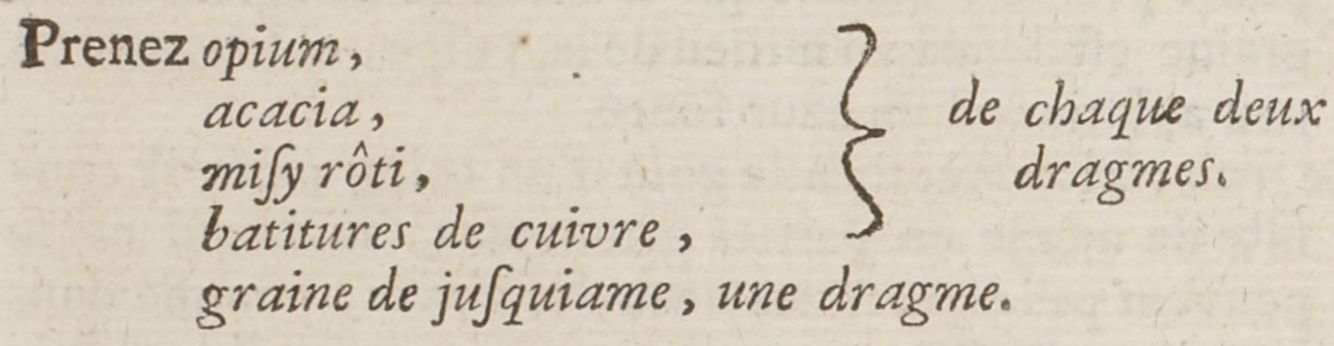 Prenez opium,
acacia,
miſy rôti,
batitures de cuivre,
de chaque deux
dragmes.
graine de juſquiame, une dragme.